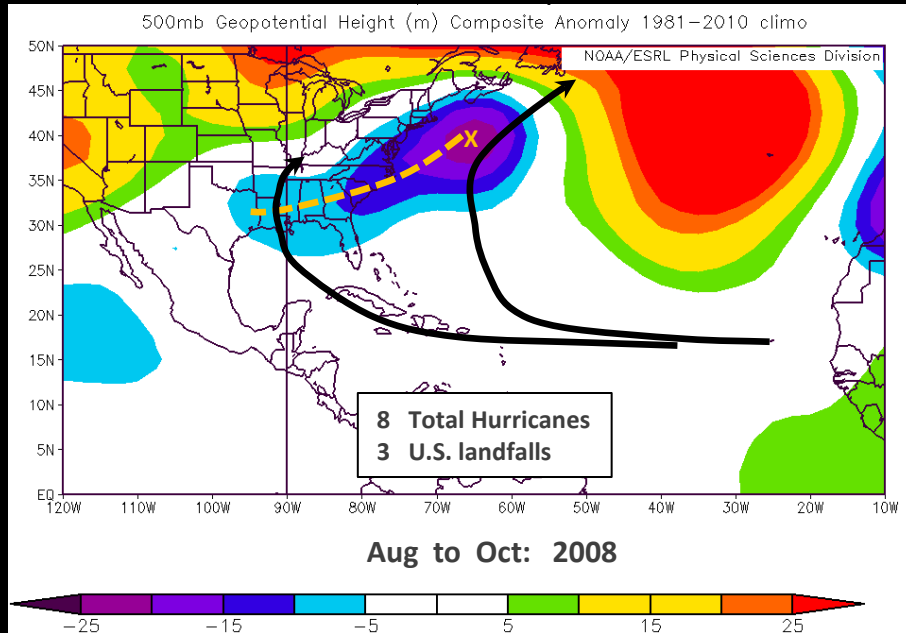 500mb Geopotential Height (m) Composite Anomaly 1981-2010 climo
NOAA/ESRL Physical Sciences Division
50N
45N
40N
35N
30N
25N
20N
15N
10N
5N
EQ
X
8 Total Hurricanes
3 U.S. landfalls
120W 110W 100W 90W 80W 70W 60W 50W 40W 30W 20W 10W
Aug to Oct: 2008
-25 -15 -5 5 15 25